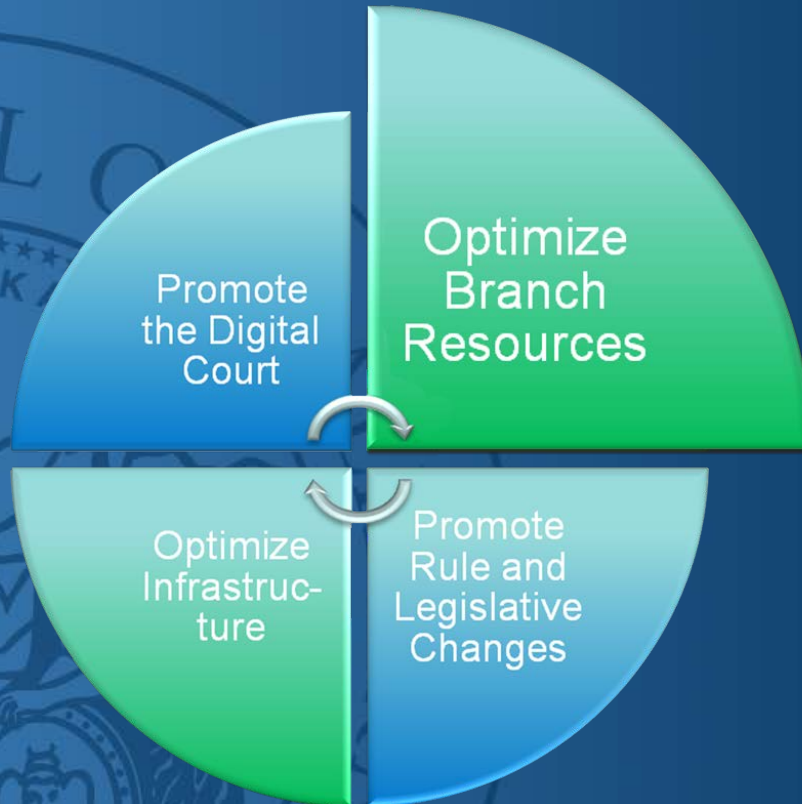 Promote
the Digital
Court
Optimize
Branch
Resources
Optimize
Infrastruc-
ture
Promote
Rule and
Legislative
Changes